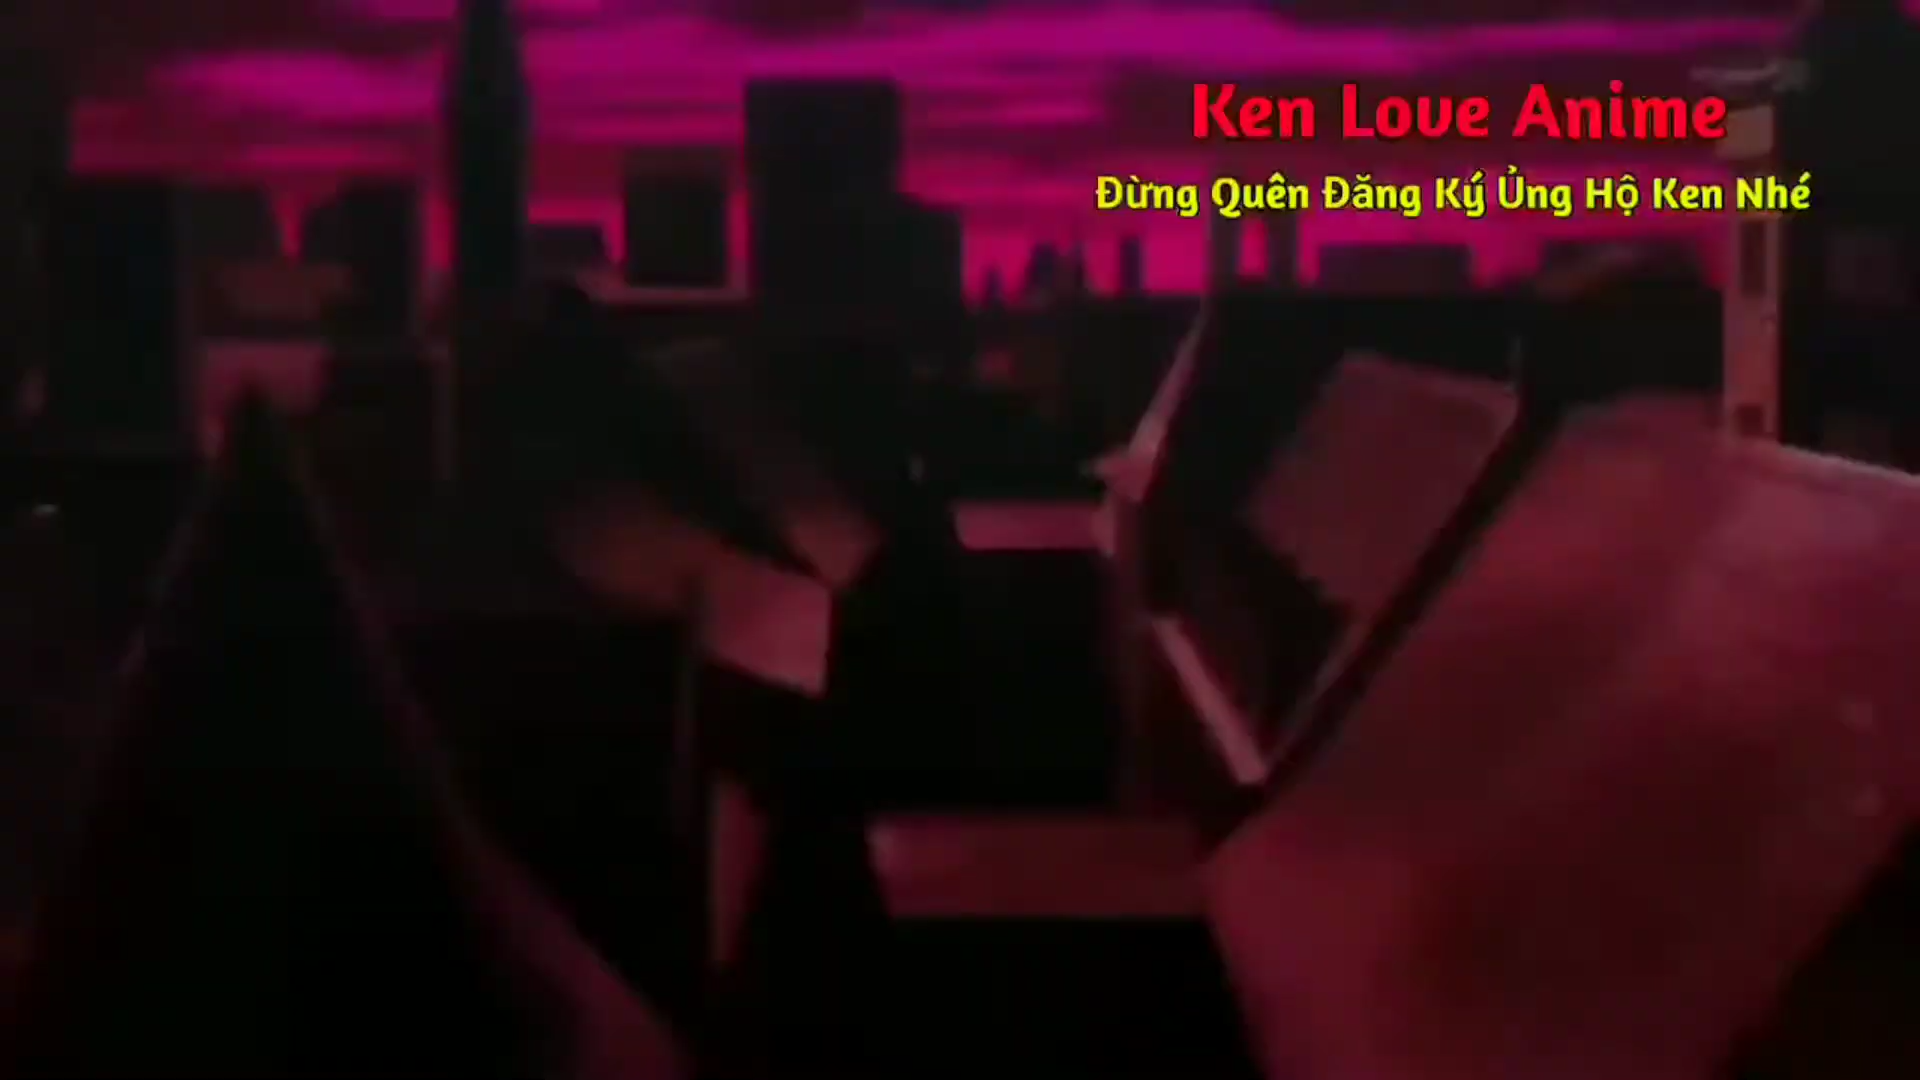 Ken Love Anime
Đừng Quên Đăng Ký Ủng Hộ Ken Nhé